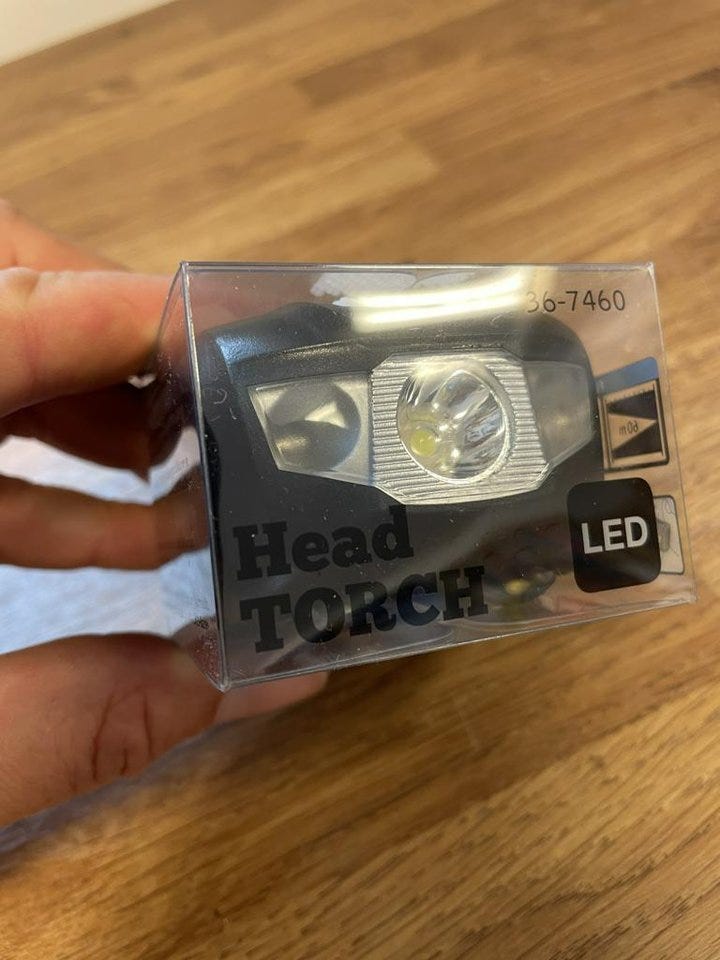 36-7460
Head
TORCH
LED